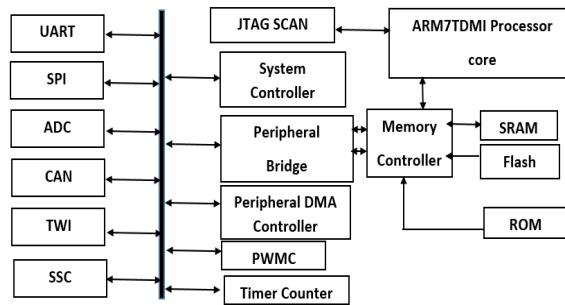 UART
SPI
ADC
CAN
TWI
SSC
JTAG SCAN
System
Controller
Peripheral
Bridge
Peripheral DMA
Controller
PWMC
Timer Counter
ARM7TDMI Processor
core
Memory
Controller
SRAM
Flash
ROM